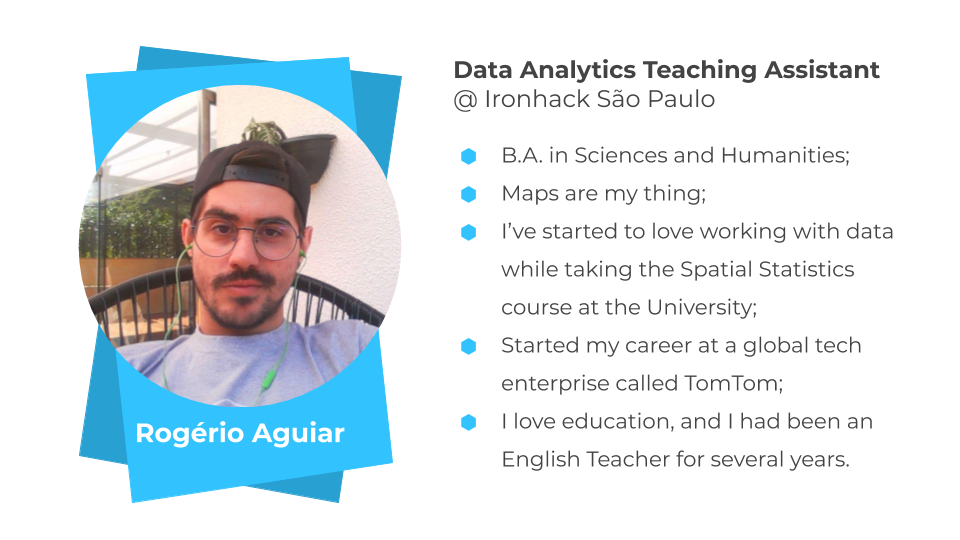 Data Analytics Teaching Assistant
@ Ironhack São Paulo
B.A. in Sciences and Humanities;
Maps are my thing;
I’ve started to love working with data
while taking the Spatial Statistics
course at the University;
Started my career at a global tech
enterprise called TomTom;
I love education, and I had been an
English Teacher for several years.
Rogério Aguiar